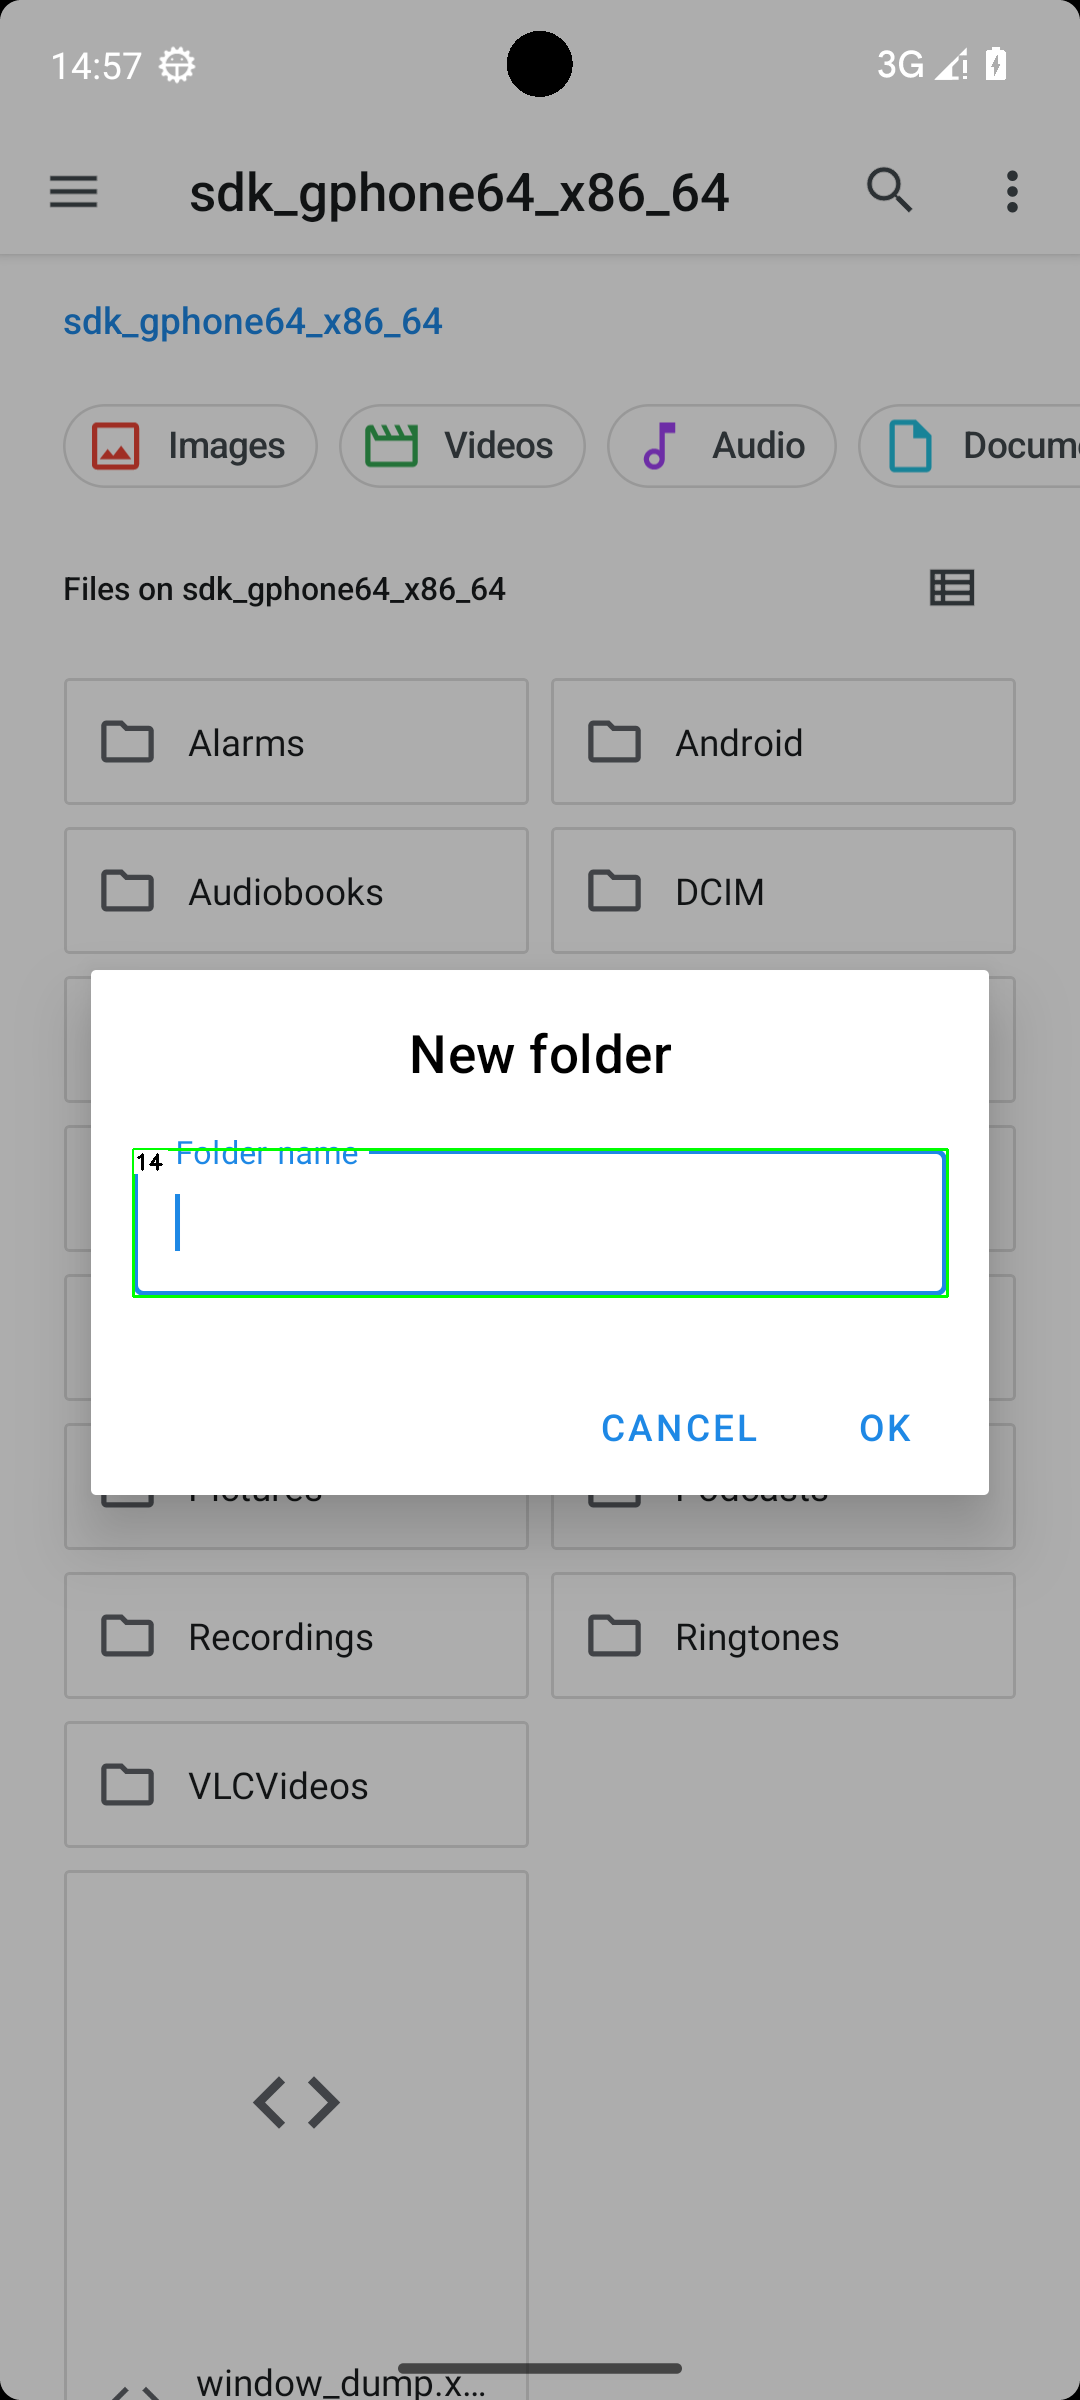 14:57
3G
sdk_gphone64_x86_64
sdk_gphone64_x86_64
Images
Videos
Audio
Docum
Files on sdk_gphone64_x86_64
Alarms
Android
Audiobooks
DCIM
New folder
14
Folder name
CANCEL
OK
Pictures
Podcasts
Recordings
Ringtones
VLCVideos
window_dump.x...